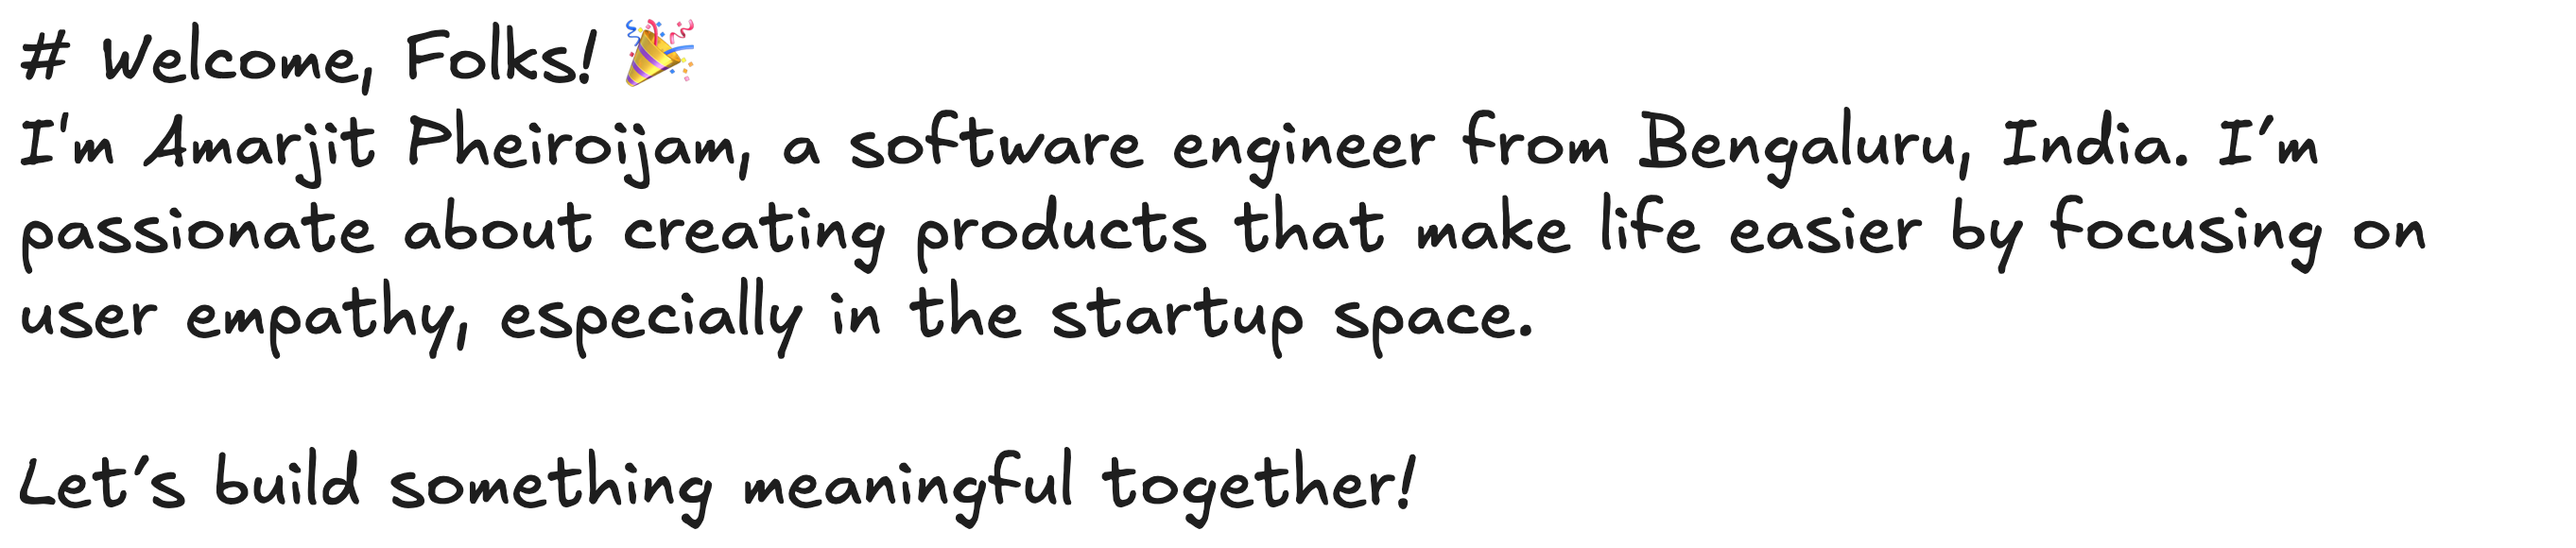 # Welcome, Folks! 🎉
I'm Amarjit Pheiroijam, a software engineer from Bengaluru, India. I’m
passionate about creating products that make life easier by focusing on
user empathy, especially in the startup space.

Let’s build something meaningful together!